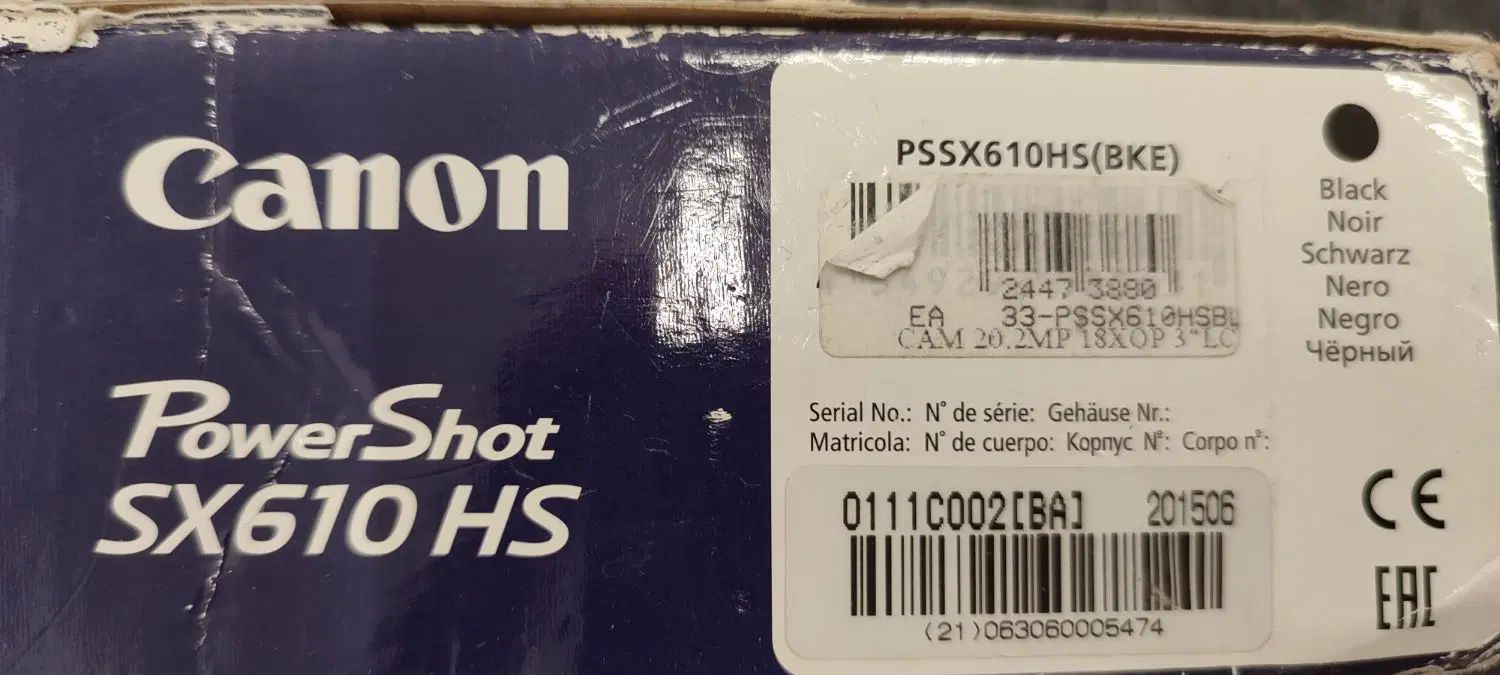 Canon
PowerShot
SX610 HS
PSSX610HS(BKE)
2447 3880
EA 33-PSSX610HSBL
CAM 20.2MP 18XOP 3"LC
Black
Noir
Schwarz
Nero
Negro
Чёрный
Serial No.: N° de série: Gehäuse Nr.:
Matricola: N° de cuerpo: Корпус №: Corpo nº:
0111C002[BA] 201506
(21)063060005474
CE
EAC